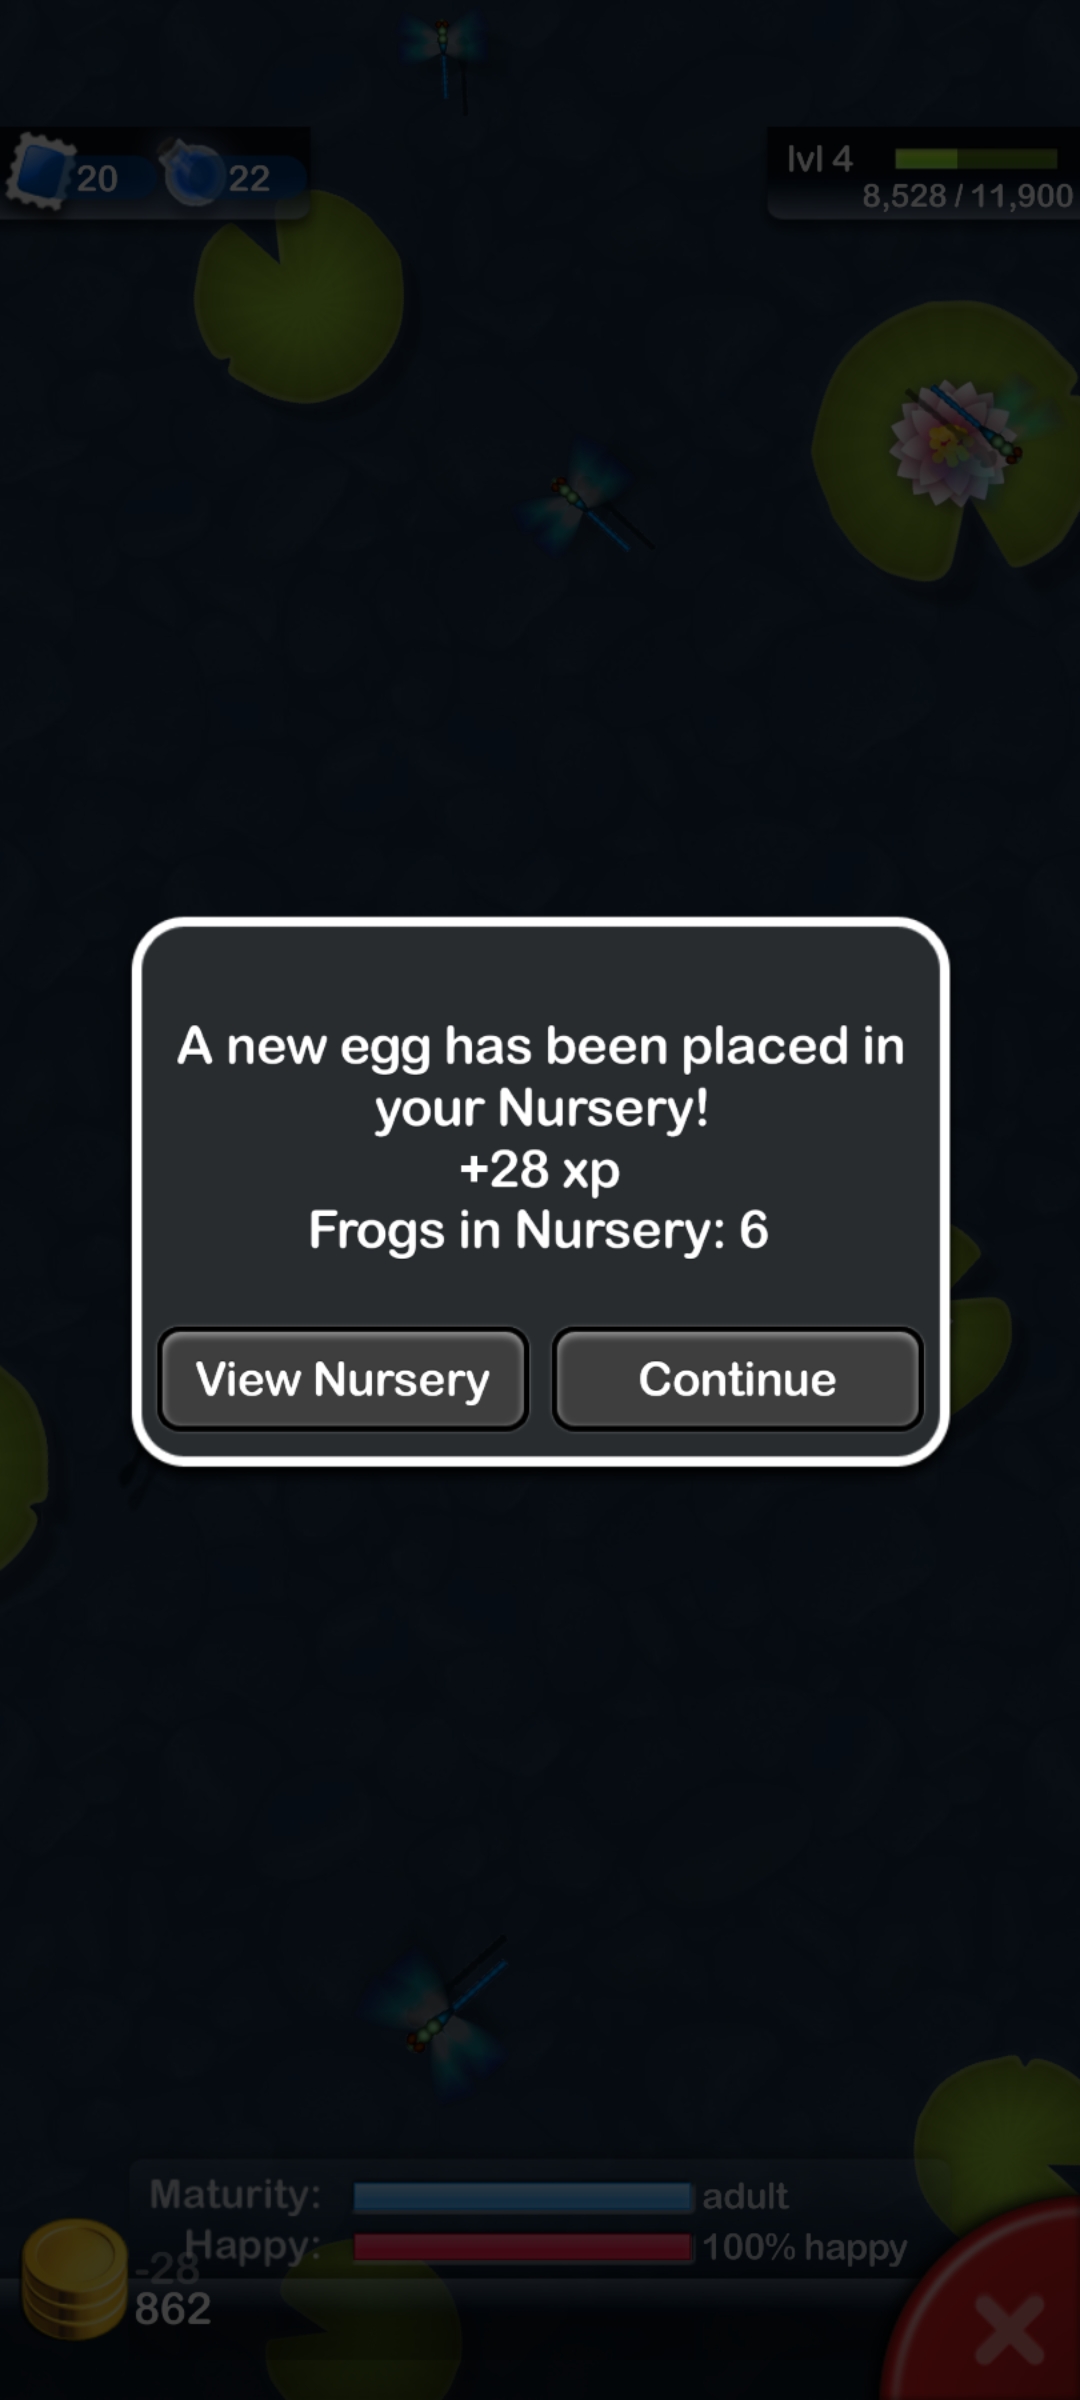 20
22
lvl 4
8,528 / 11,900
A new egg has been placed in
your Nursery!
+28 xp
Frogs in Nursery: 6
View Nursery
Continue
Maturity:
adult
Happy:
100% happy
-28
862